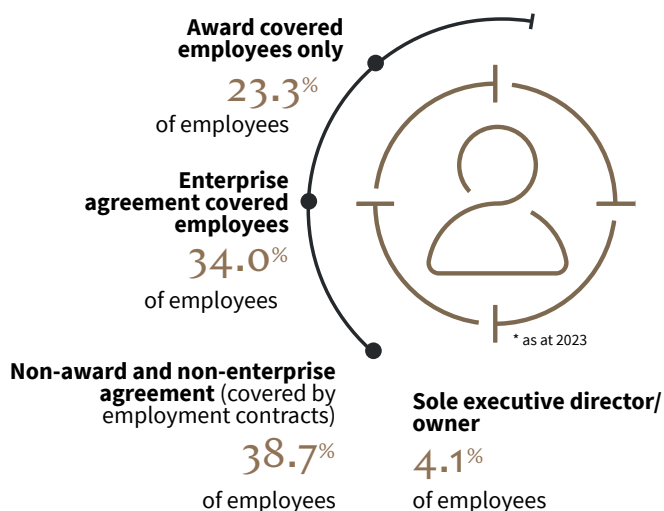 Award covered
employees only
23.3%
of employees
Enterprise
agreement covered
employees
34.0%
of employees
* as at 2023
Non-award and non-enterprise
agreement (covered by
employment contracts)
38.7%
of employees
Sole executive director/
owner
4.1%
of employees